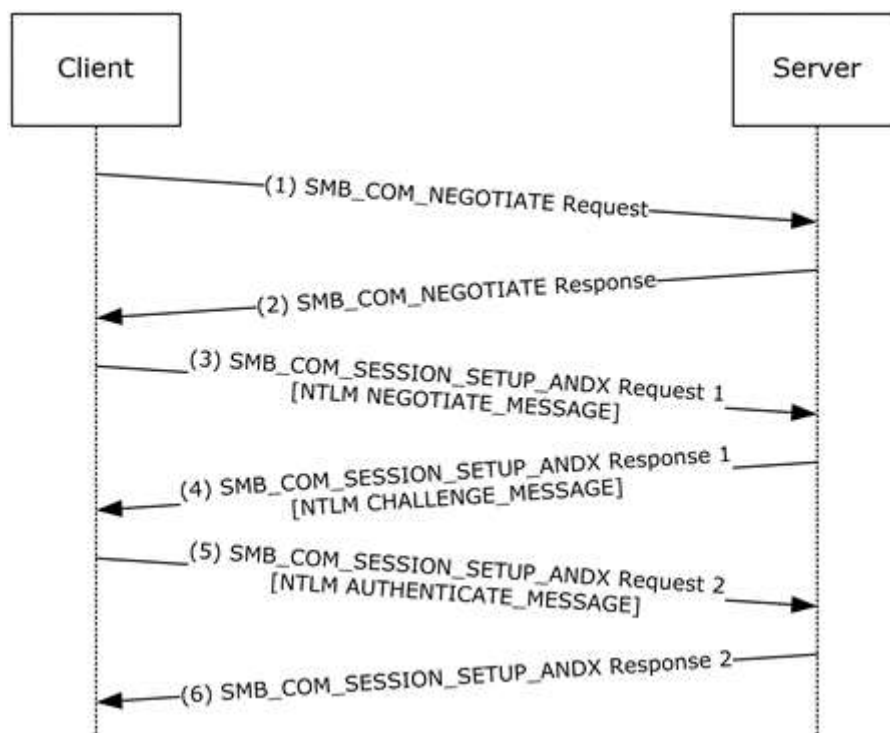 Client
Server
(1) SMB_COM_NEGOTIATE Request
(2) SMB_COM_NEGOTIATE Response
(3) SMB_COM_SESSION_SETUP_ANDX Request 1
[NTLM NEGOTIATE_MESSAGE]
(4) SMB_COM_SESSION_SETUP_ANDX Response 1
[NTLM CHALLENGE_MESSAGE]
(5) SMB_COM_SESSION_SETUP_ANDX Request 2
[NTLM AUTHENTICATE_MESSAGE]
(6) SMB_COM_SESSION_SETUP_ANDX Response 2